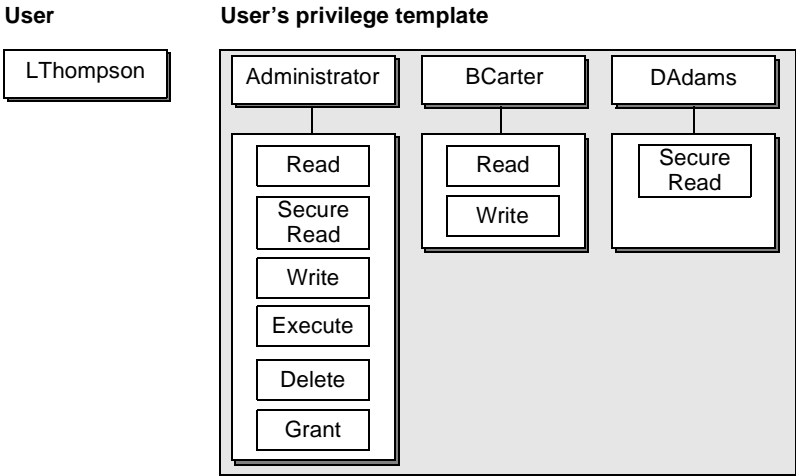 User
User’s privilege template
LThompson
Administrator
BCarter
DAdams
Read
Secure
Read
Write
Execute
Delete
Grant
Read
Write
Secure
Read